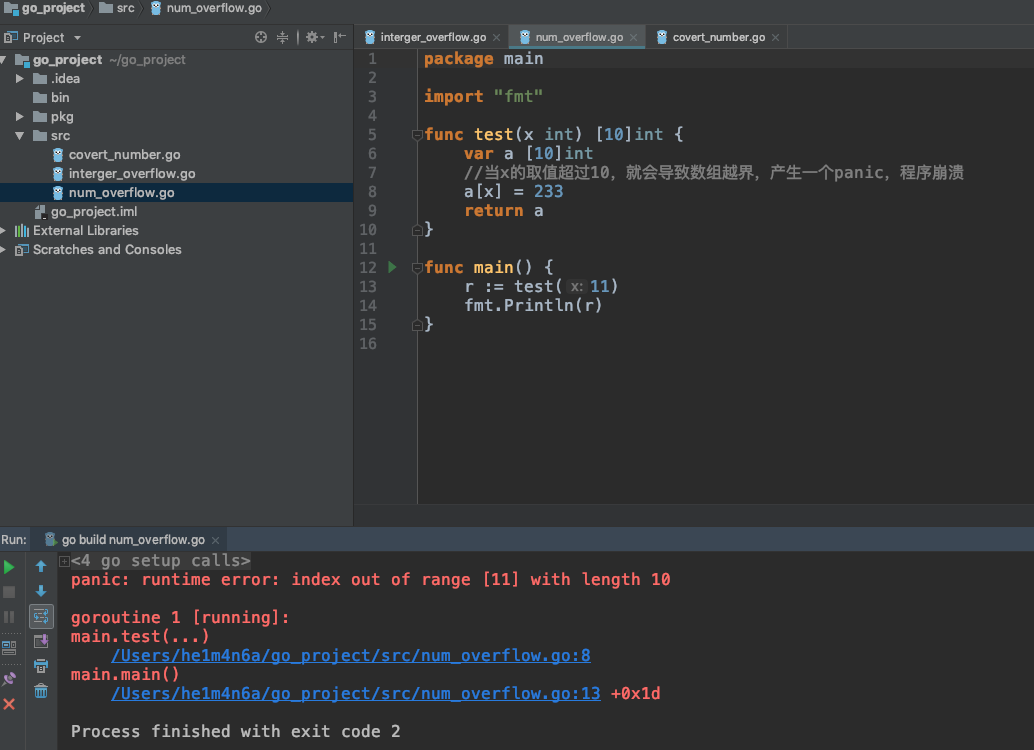 go_project src num_overflow.go
Project
go_project ~/go_project
.idea
bin
pkg
src
covert_number.go
interger_overflow.go
num_overflow.go
go_project.iml
External Libraries
Scratches and Consoles
interger_overflow.go num_overflow.go covert_number.go
1 package main
2
3 import "fmt"
4
5 func test(x int) [10]int {
6 var a [10]int
7 //当x的取值超过10，就会导致数组越界，产生一个panic，程序崩溃
8 a[x] = 233
9 return a
10 }
11
12 func main() {
13 r := test( x: 11)
14 fmt.Println(r)
15 }
16
Run: go build num_overflow.go
<4 go setup calls>
panic: runtime error: index out of range [11] with length 10
goroutine 1 [running]:
main.test(...)
/Users/he1m4n6a/go_project/src/num_overflow.go:8
main.main()
/Users/he1m4n6a/go_project/src/num_overflow.go:13 +0x1d
Process finished with exit code 2